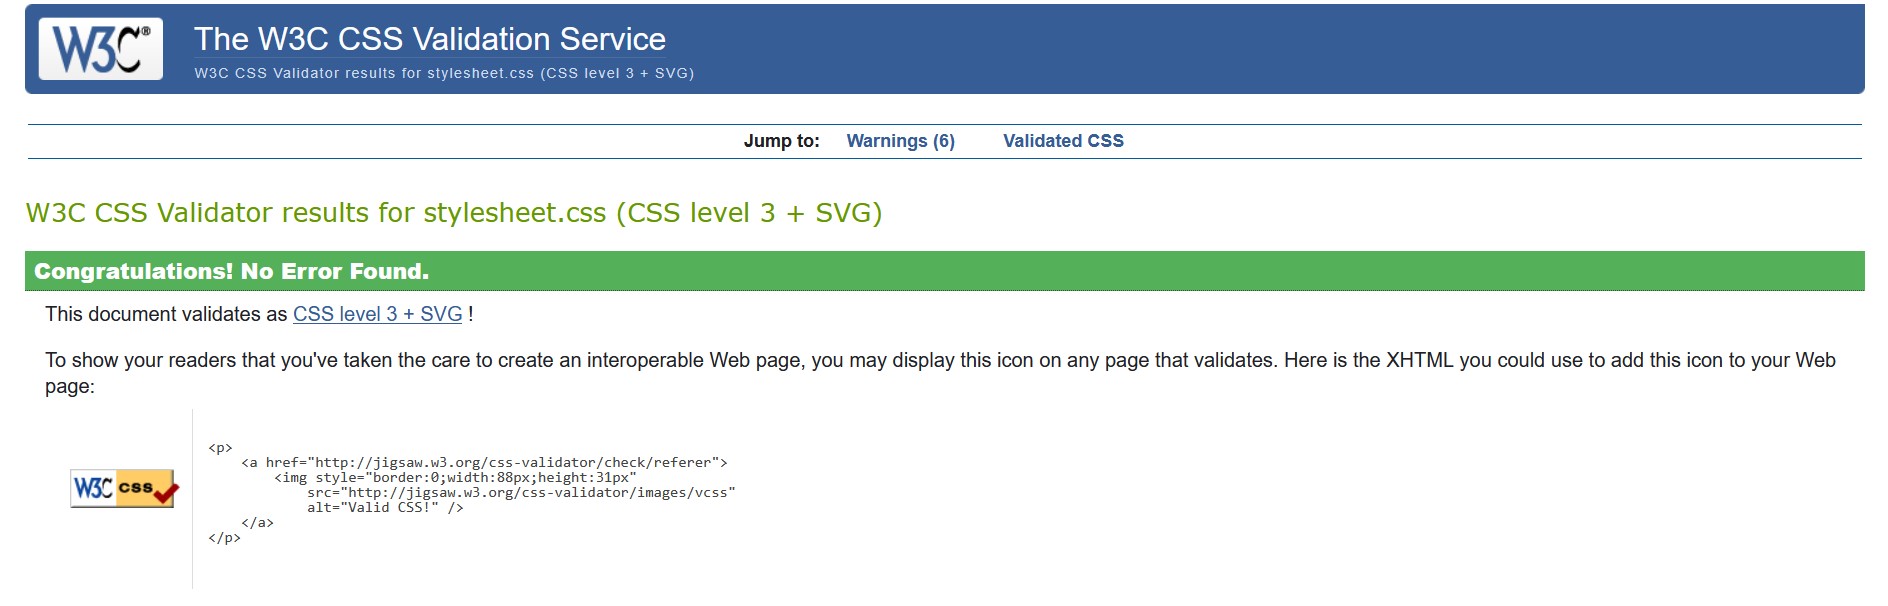 W3C®
The W3C CSS Validation Service
W3C CSS Validator results for stylesheet.css (CSS level 3 + SVG)
Jump to: Warnings (6) Validated CSS
W3C CSS Validator results for stylesheet.css (CSS level 3 + SVG)
Congratulations! No Error Found.
This document validates as CSS level 3 + SVG !
To show your readers that you've taken the care to create an interoperable Web page, you may display this icon on any page that validates. Here is the XHTML you could use to add this icon to your Web
page:
W3C css
<p>
    <a href="http://jigsaw.w3.org/css-validator/check/referer">
        <img style="border:0;width:88px;height:31px"
            src="http://jigsaw.w3.org/css-validator/images/vcss"
            alt="Valid CSS!" />
    </a>
</p>